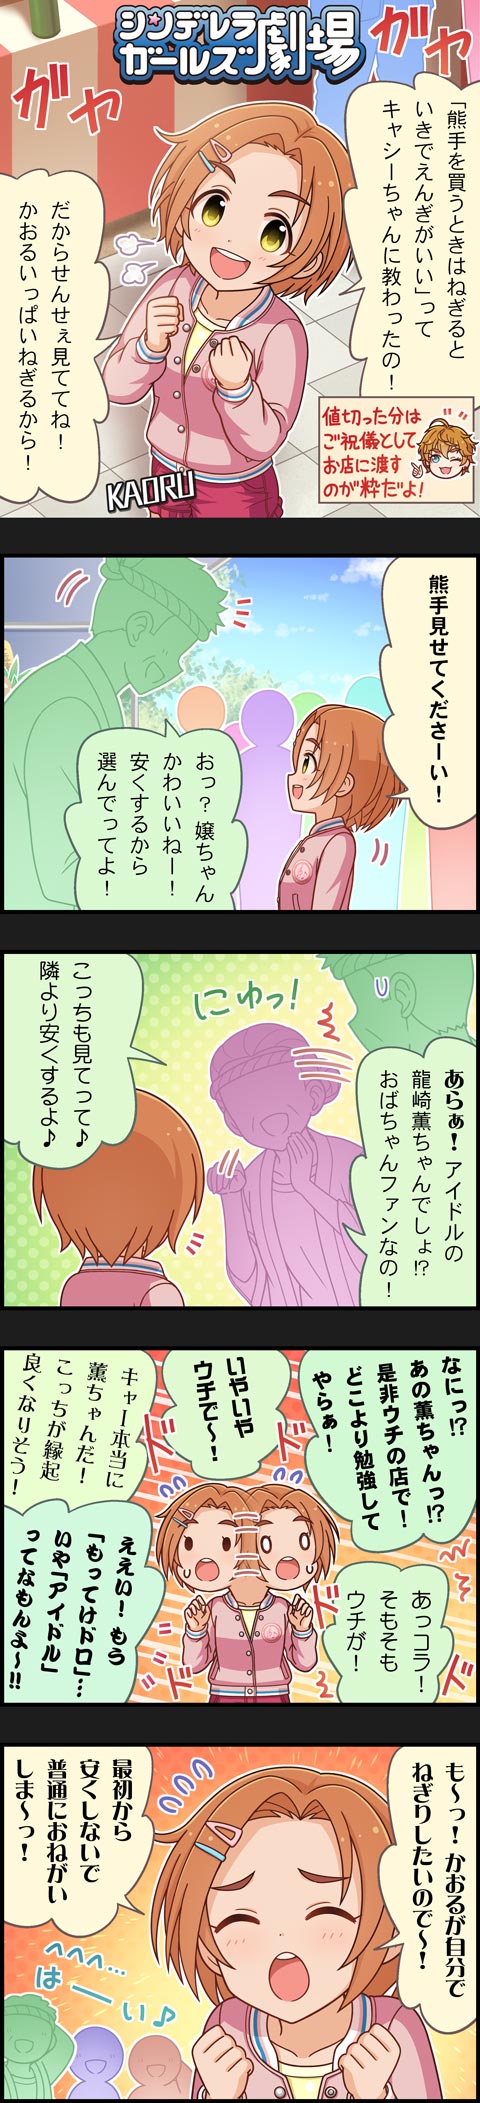 シンデレラ
ガールズ劇場
ガヤ
ガヤ
「熊手を買うときはねぎると
いきでえんぎがいい」って
キャシーちゃんに教わったの！
だからせんせぇ見ててね！
かおるいっぱいねぎるから！
値切った分は
ご祝儀として
お店に渡す
のが粋だよ！
KAORU
熊手見せてくださーい！
おっ？嬢ちゃん
かわいいねー！
安くするから
選んでってよ！
にゅっ！
あらぁ！アイドルの
龍崎薫ちゃんでしょ!?
おばちゃんファンなの！
こっちも見てって♪
隣より安くするよ♪
なにっ!?
あの薫ちゃんっ!?
是非ウチの店で！
どこより勉強して
やらぁ！
いやいや
ウチで〜！
キャー本当に
薫ちゃんだ！
こっちが縁起
良くなりそう！
あっコラ！
そもそも
ウチが！
ええい！もう
「もってけドロ」…
いや「アイドル」
ってなもんよ〜!!
ズズ
ズズ
ズズ
ズズ
も〜っ！かおるが自分で
ねぎりしたいので〜！
最初から
安くしないで
普通におねがい
しま〜っ！
へへへ…
はーい♪